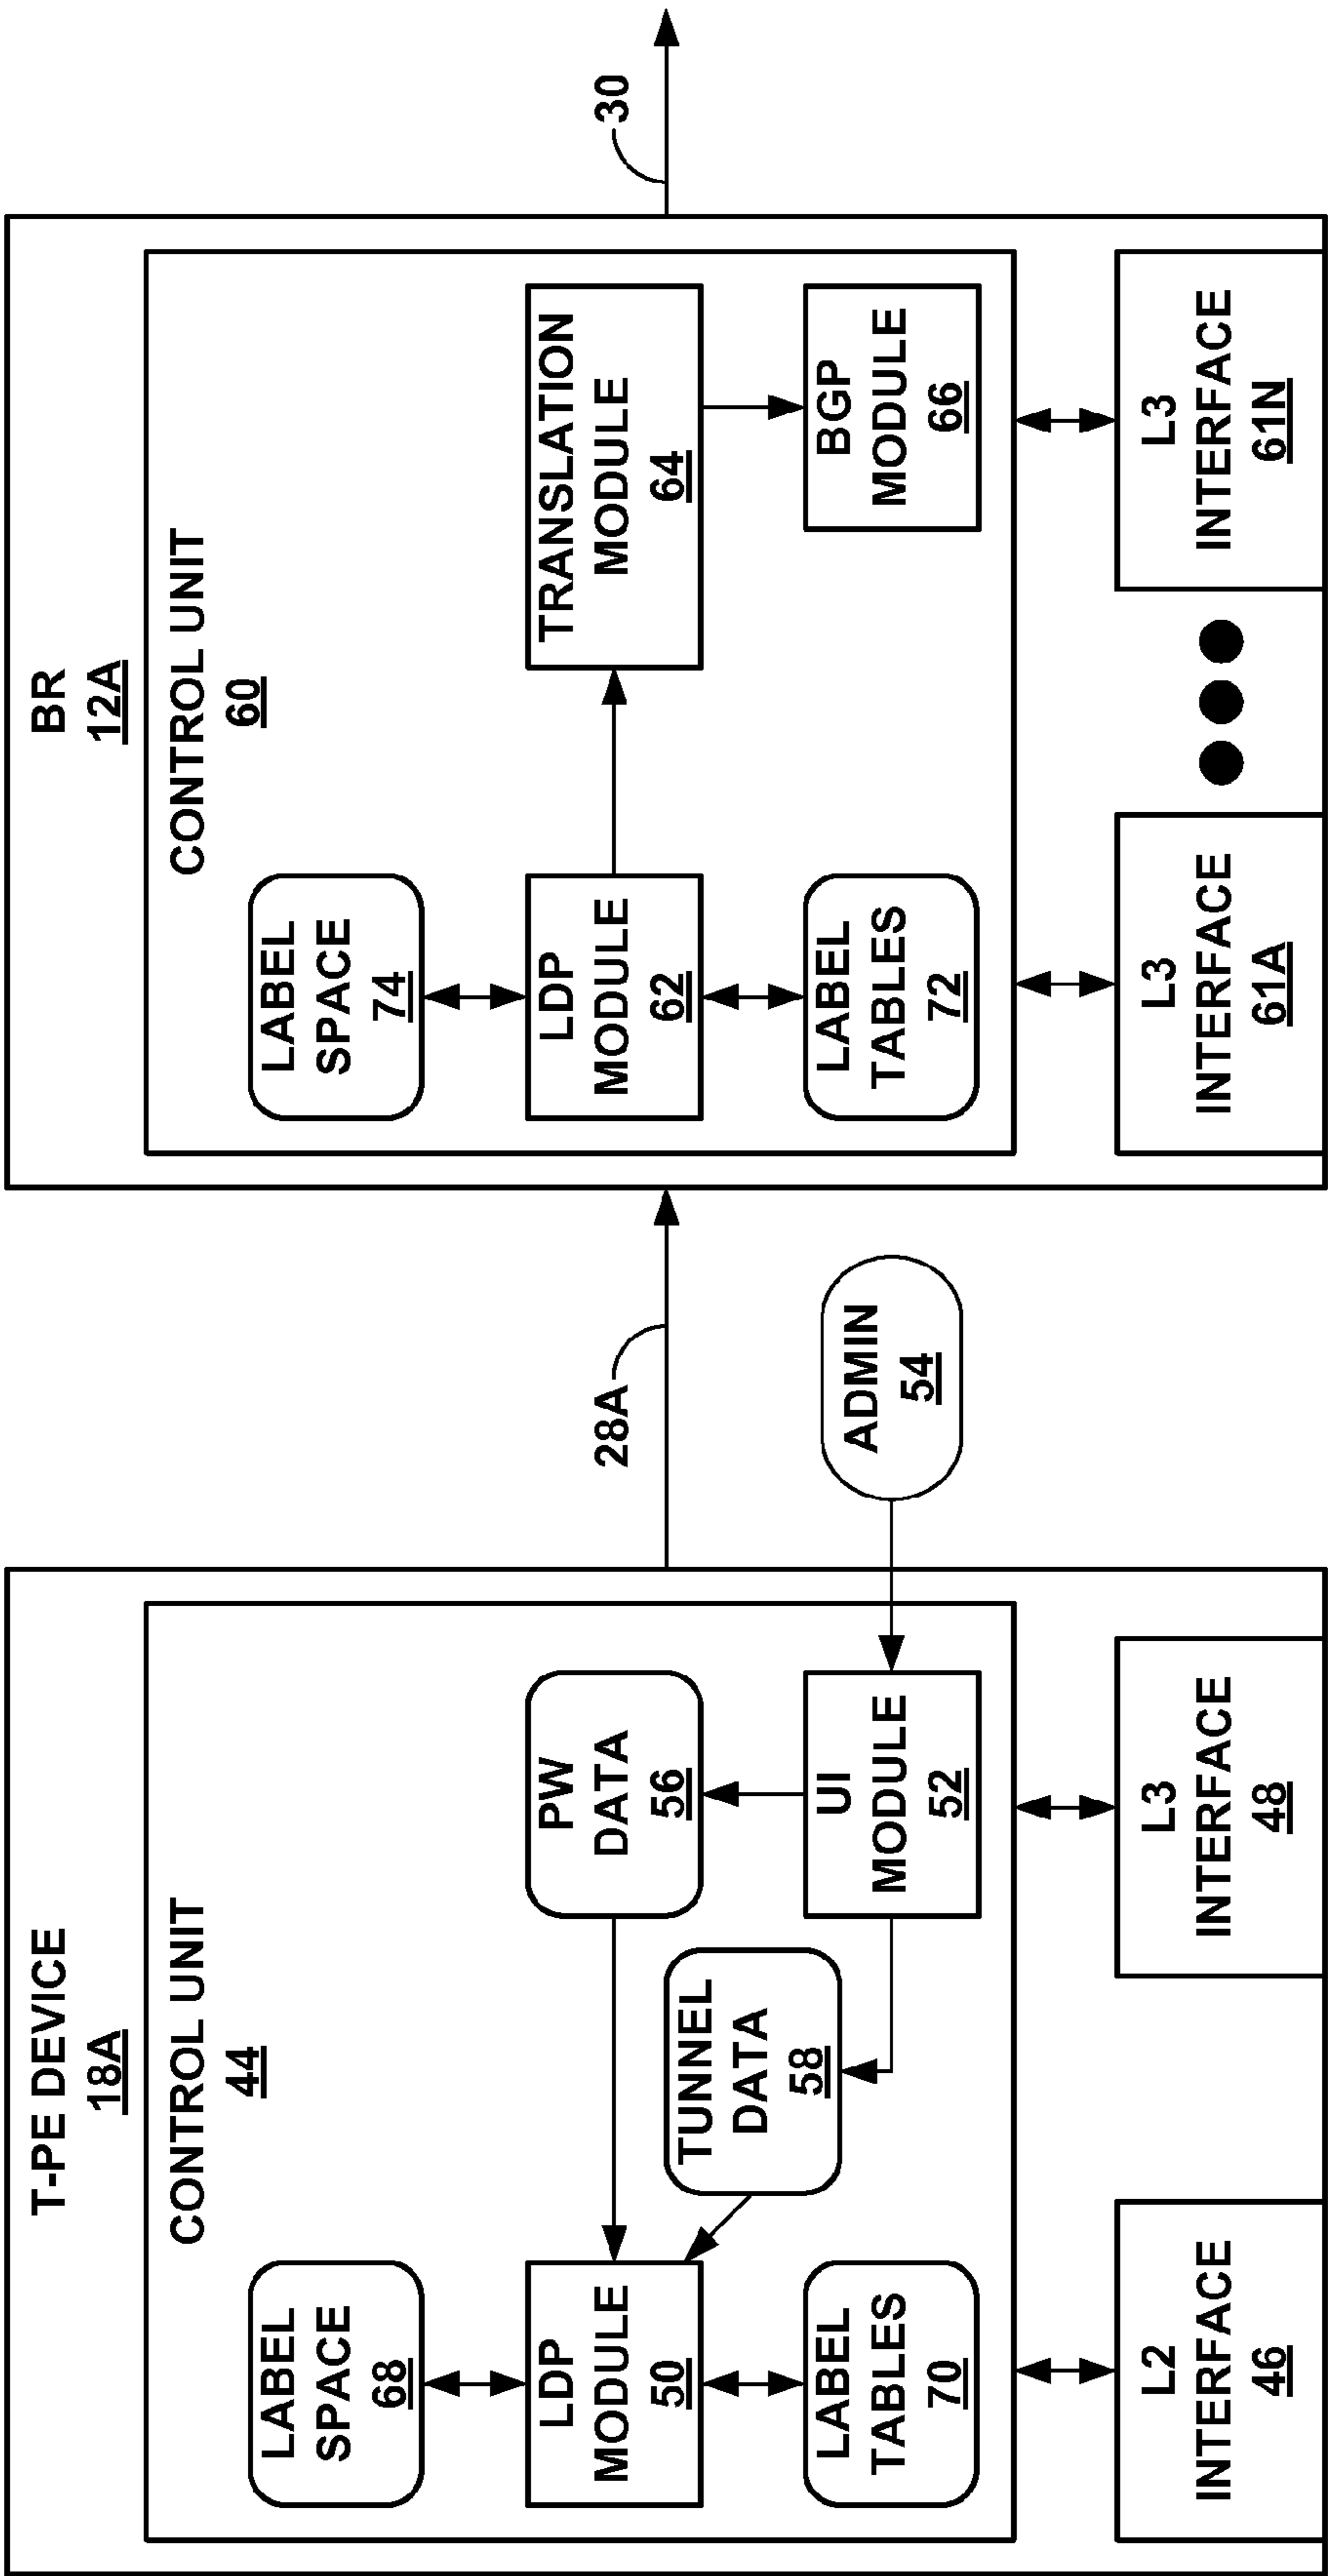 T-PE DEVICE
18A
CONTROL UNIT
44
LABEL
SPACE
68
LDP
MODULE
50
LABEL
TABLES
70
PW
DATA
56
TUNNEL
DATA
58
UI
MODULE
52
L2
INTERFACE
46
L3
INTERFACE
48
28A
ADMIN
54
BR
12A
CONTROL UNIT
60
LABEL
SPACE
74
LDP
MODULE
62
LABEL
TABLES
72
TRANSLATION
MODULE
64
BGP
MODULE
66
L3
INTERFACE
61A
L3
INTERFACE
61N
30